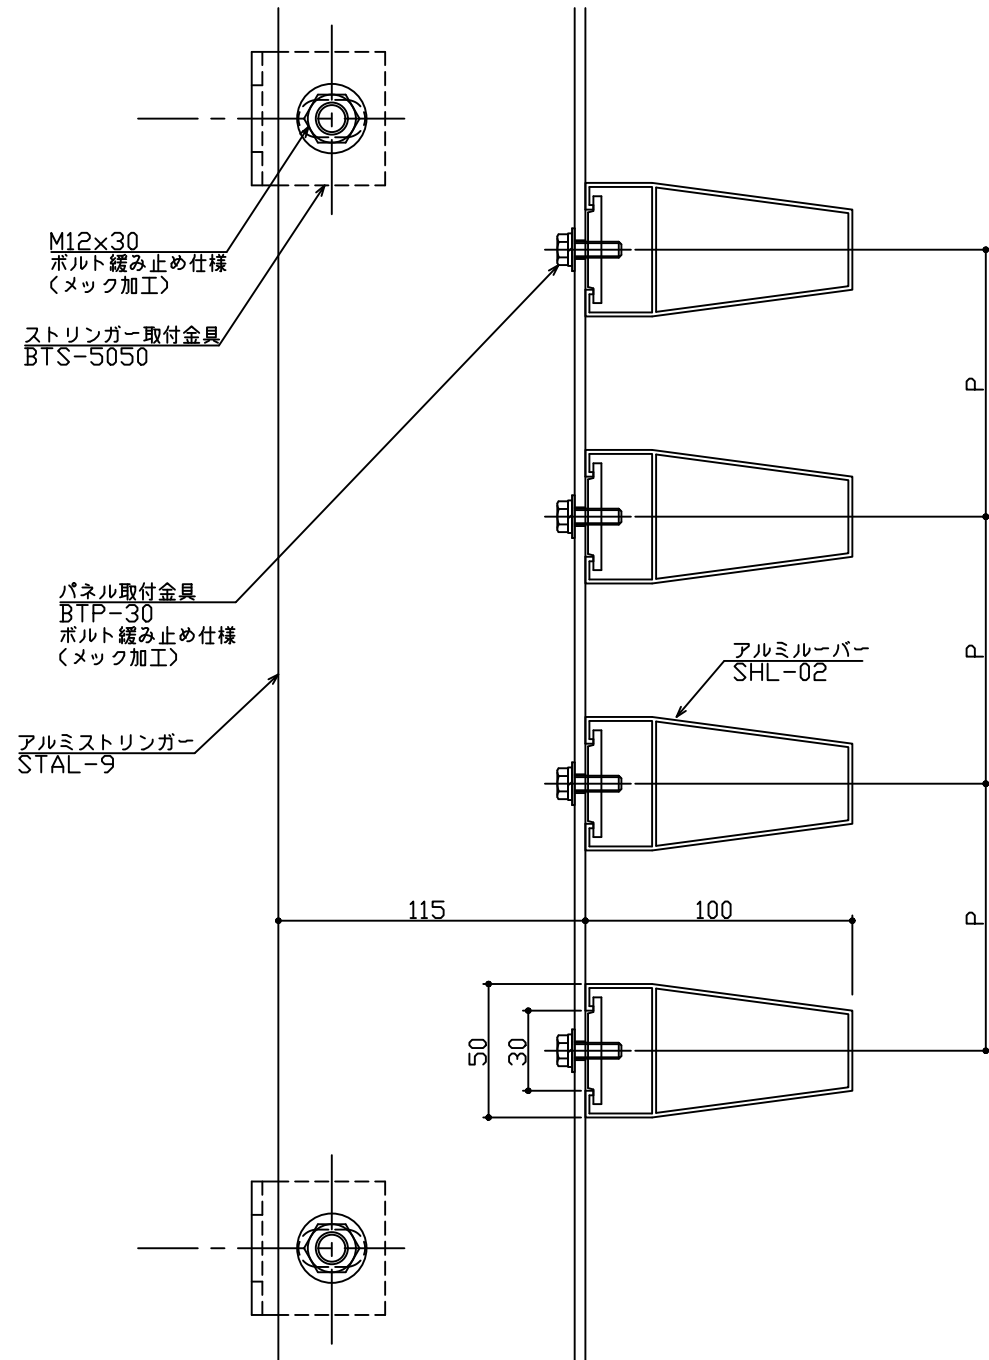 M12x30
ボルト緩み止め仕様
(メック加工)
ストリンガー取付金具
BTS-5050
P
パネル取付金具
BTP-30
ボルト緩み止め仕様
(メック加工)
P
アルミルーバー
SHL-02
アルミストリンガー
STAL-9
115
100
P
50
30